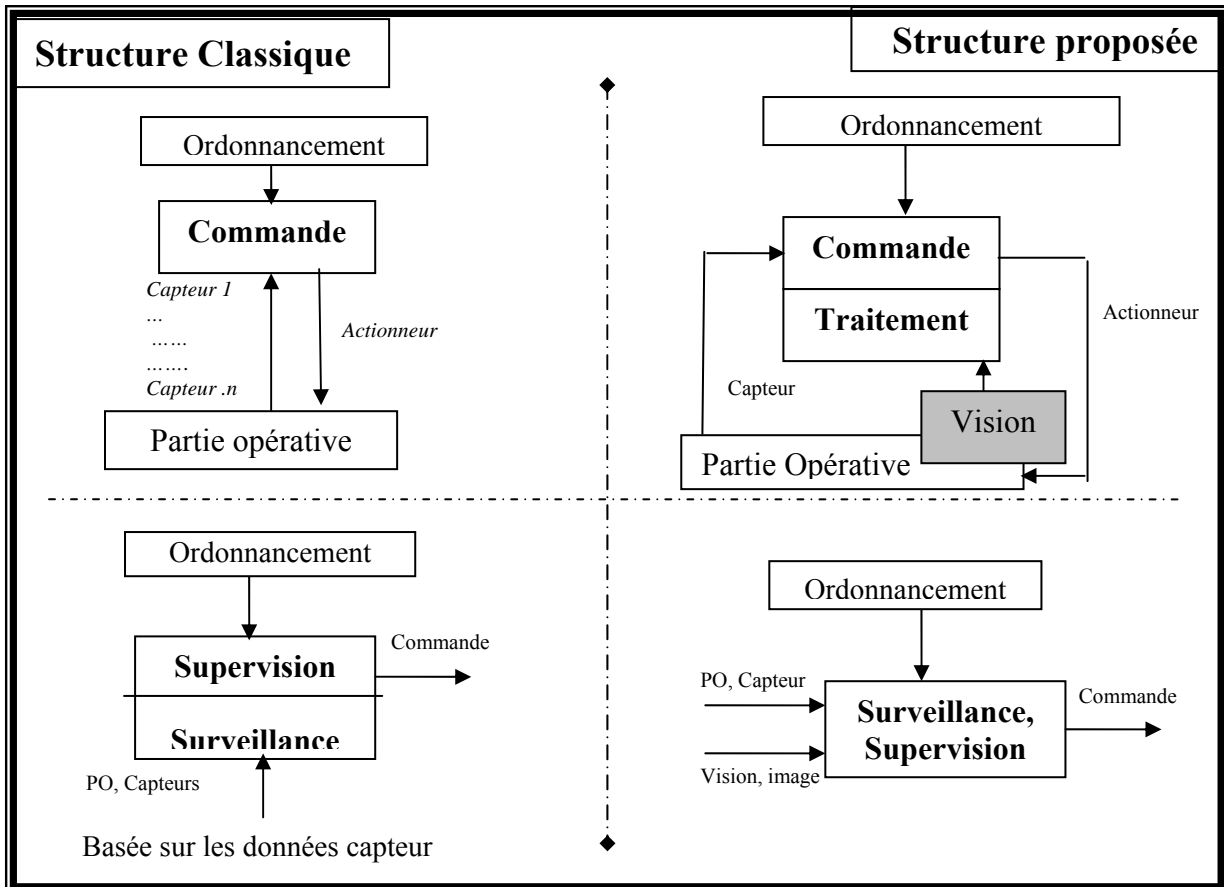 Structure Classique
Structure proposée
Ordonnancement
Commande
Capteur 1
...
......
.......
Capteur .n
Actionneur
Partie opérative
Ordonnancement
Commande
Traitement
Actionneur
Capteur
Vision
Partie Opérative
Ordonnancement
Supervision
Commande
Surveillance
PO, Capteurs
Basée sur les données capteur
Ordonnancement
PO, Capteur
Surveillance,
Supervision
Commande
Vision, image